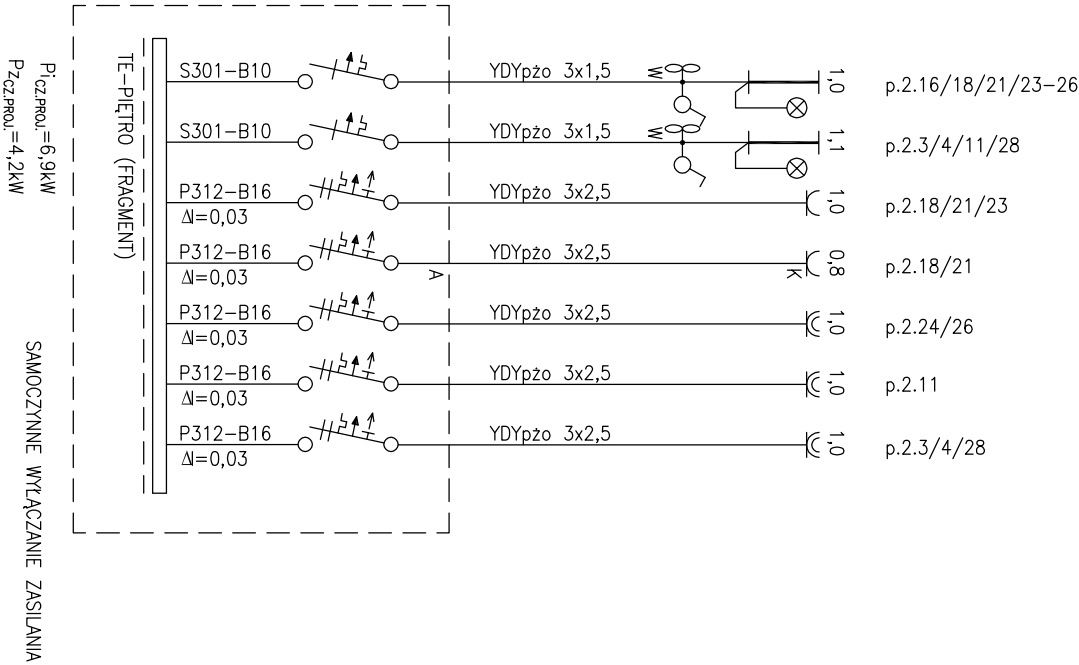 S301-B10
YDYpżo 3x1,5
W
1,0
p.2.16/18/21/23-26
S301-B10
YDYpżo 3x1,5
W
1,1
p.2.3/4/11/28
P312-B16
ΔI=0,03
YDYpżo 3x2,5
1,0
p.2.18/21/23
P312-B16
ΔI=0,03
A
YDYpżo 3x2,5
K
0,8
p.2.18/21
P312-B16
ΔI=0,03
YDYpżo 3x2,5
1,0
p.2.24/26
P312-B16
ΔI=0,03
YDYpżo 3x2,5
1,0
p.2.11
P312-B16
ΔI=0,03
YDYpżo 3x2,5
1,0
p.2.3/4/28
TE-PIĘTRO (FRAGMENT)
PiCZ.PROJ.=6,9kW
PzCZ.PROJ.=4,2kW
SAMOCZYNNE WYŁĄCZANIE ZASILANIA